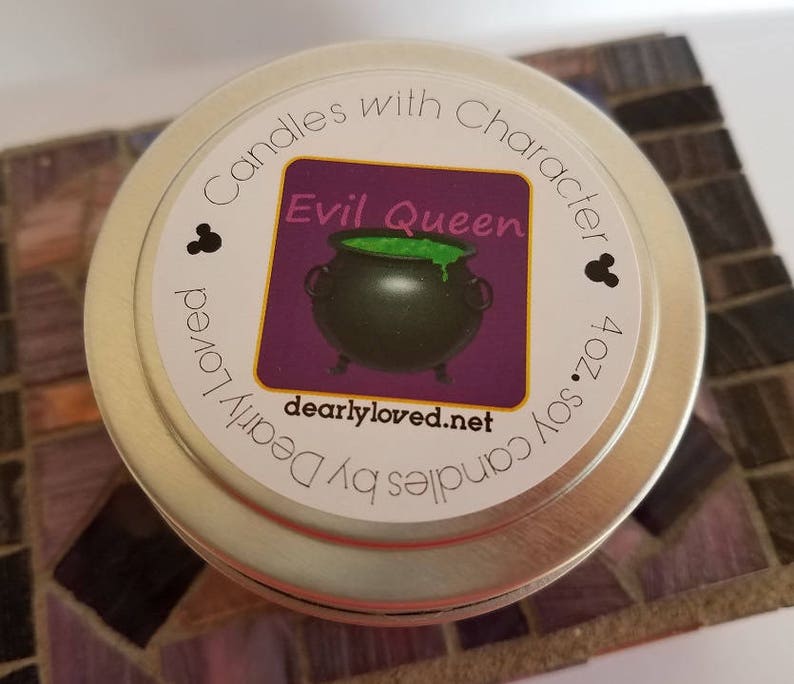 Candles with Character
Evil Queen
dearlyloved.net
4oz. soy candles by Dearly Loved